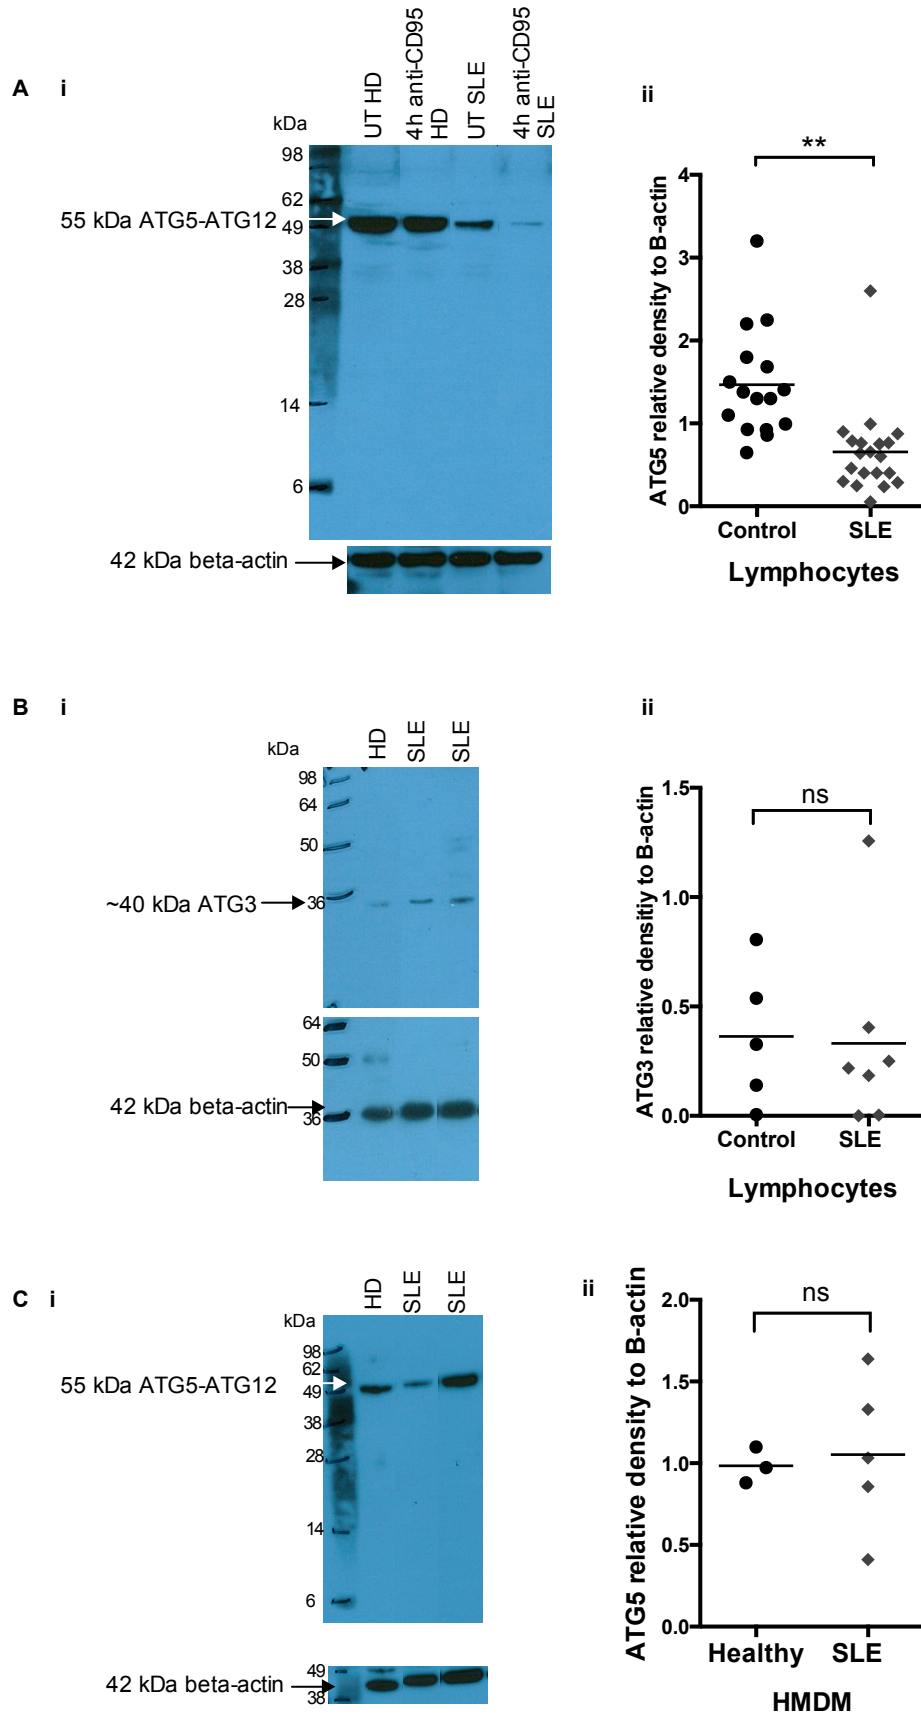 A i
UT HD
4h anti-CD95 HD
UT SLE
4h anti-CD95 SLE
kDa
98
62
55 kDa ATG5-ATG12
49
38
28
14
6
42 kDa beta-actin
ii
**
ATG5 relative density to B-actin
4
3
2
1
0
Control SLE
Lymphocytes
B i
HD
SLE
SLE
kDa
98
64
50
~40 kDa ATG3
36
64
50
42 kDa beta-actin
36
ii
ns
ATG3 relative densitiy to B-actin
1.5
1.0
0.5
0.0
Control SLE
Lymphocytes
C i
HD
SLE
SLE
kDa
98
62
55 kDa ATG5-ATG12
49
38
28
14
6
49
42 kDa beta-actin
38
ii
ns
ATG5 relative density to B-actin
2.0
1.5
1.0
0.5
0.0
Healthy SLE
HMDM